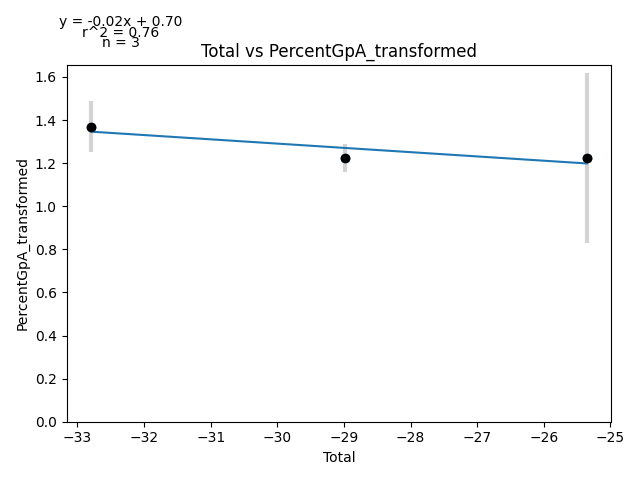 y = -0.02x + 0.70
r^2 = 0.76
n = 3
Total vs PercentGpA_transformed
PercentGpA_transformed
1.6
1.4
1.2
1.0
0.8
0.6
0.4
0.2
0.0
−33 −32 −31 −30 −29 −28 −27 −26 −25
Total